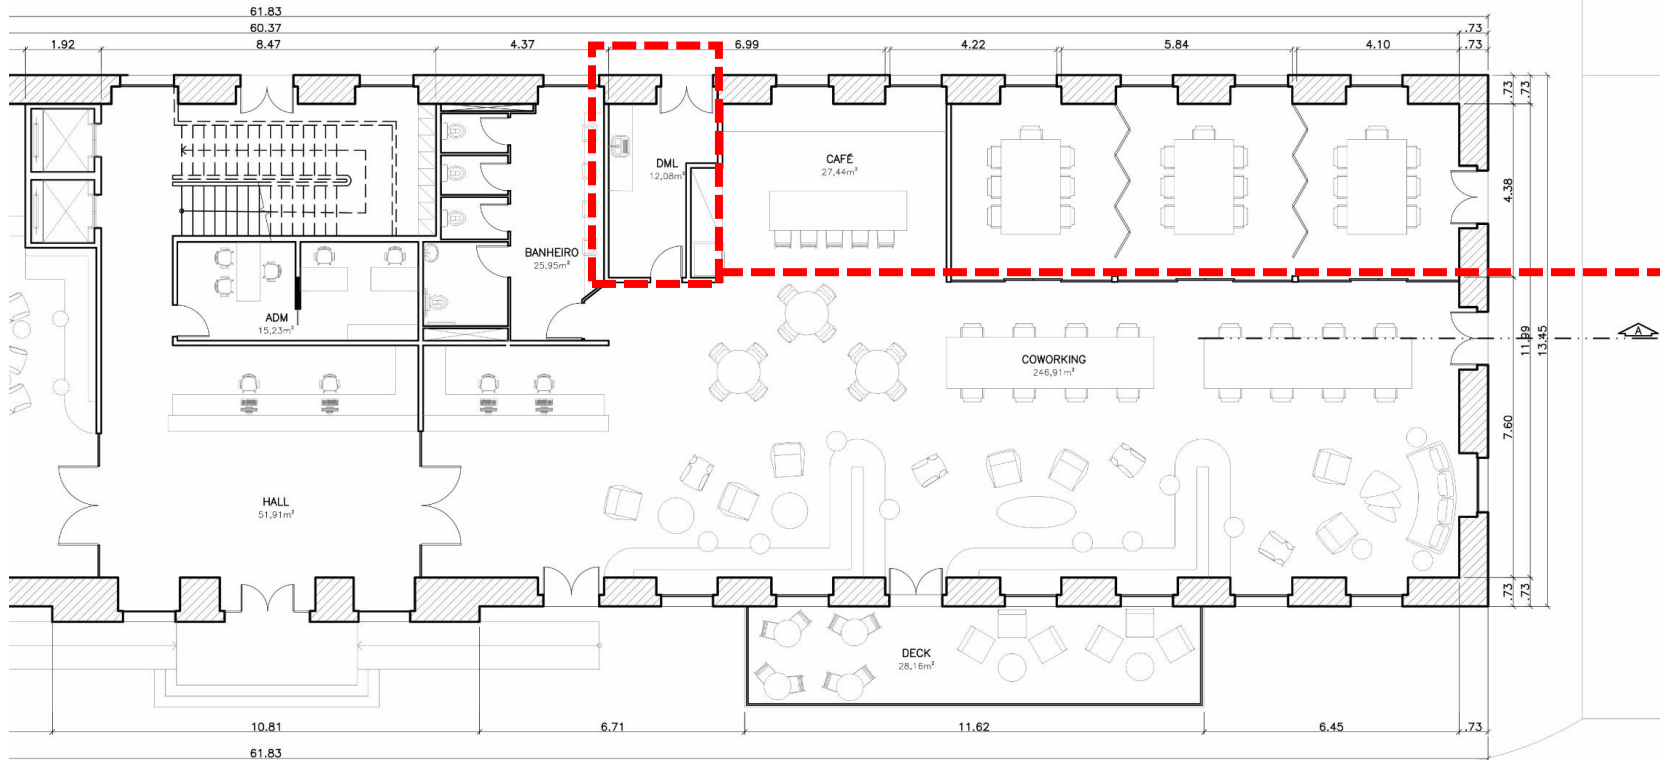 61.83
60.37
.73
1.92
8.47
4.37
6.99
4.22
5.84
4.10
.73
.73
.73
DML
12,08m²
CAFÉ
27,44m²
4.38
BANHEIRO
25,95m²
ADM
15,23m²
COWORKING
246,91m²
11.99
13.45
A
7.60
HALL
51,91m²
.73
.73
DECK
28,16m²
10.81
6.71
11.62
6.45
.73
61.83